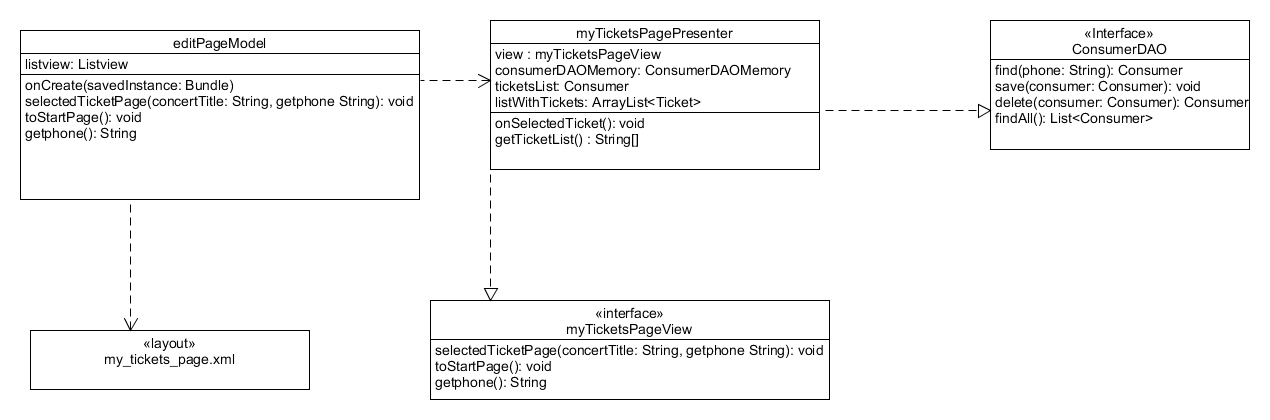 editPageModel
listview: Listview
onCreate(savedInstance: Bundle)
selectedTicketPage(concertTitle: String, getphone String): void
toStartPage(): void
getphone(): String
myTicketsPagePresenter
view : myTicketsPageView
consumerDAOMemory: ConsumerDAOMemory
ticketsList: Consumer
listWithTickets: ArrayList<Ticket>
onSelectedTicket(): void
getTicketList() : String[]
«Interface»
ConsumerDAO
find(phone: String): Consumer
save(consumer: Consumer): void
delete(consumer: Consumer): Consumer
findAll(): List<Consumer>
«layout»
my_tickets_page.xml
«interface»
myTicketsPageView
selectedTicketPage(concertTitle: String, getphone String): void
toStartPage(): void
getphone(): String